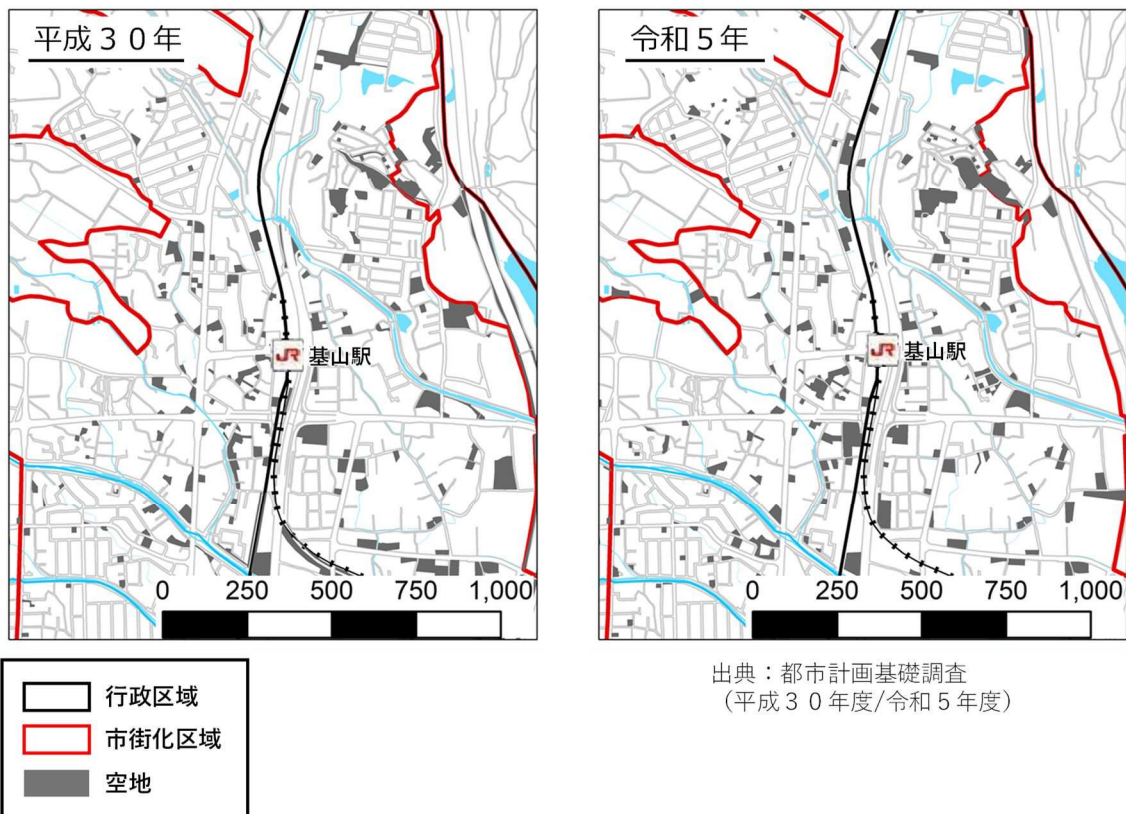 平成３０年
JR
基山駅
0 250 500 750 1,000
令和５年
JR
基山駅
0 250 500 750 1,000
行政区域
市街化区域
空地
出典：都市計画基礎調査
（平成３０年度/令和５年度）